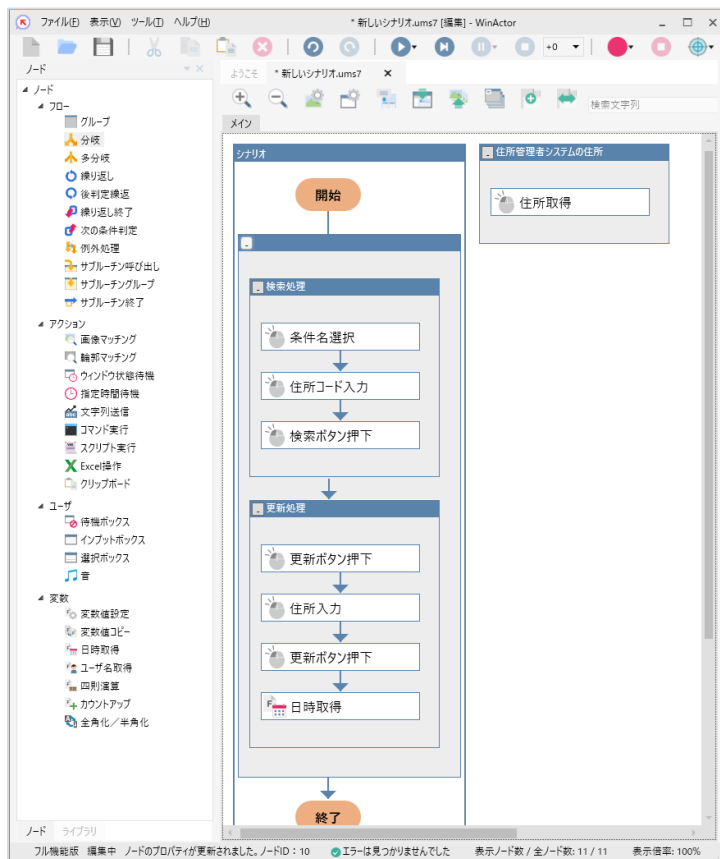 ファイル(F) 表示(V) ツール(T) ヘルプ(H)
* 新しいシナリオ.ums7 [編集] - WinActor
+0
ノード
ようこそ
* 新しいシナリオ.ums7
検索文字列
メイン
ノード
フロー
グループ
分岐
多分岐
繰り返し
後判定繰返
繰り返し終了
次の条件判定
例外処理
サブルーチン呼び出し
サブルーチングループ
サブルーチン終了
アクション
画像マッチング
輪郭マッチング
ウィンドウ状態待機
指定時間待機
文字列送信
コマンド実行
スクリプト実行
Excel操作
クリップボード
ユーザ
待機ボックス
インプットボックス
選択ボックス
音
変数
変数値設定
変数値コピー
日時取得
ユーザ名取得
四則演算
カウントアップ
全角化／半角化
ノード ライブラリ
シナリオ
開始
検索処理
条件名選択
住所コード入力
検索ボタン押下
更新処理
更新ボタン押下
住所入力
更新ボタン押下
日時取得
終了
住所管理者システムの住所
住所取得
フル機能版 編集中 ノードのプロパティが更新されました。ノードID：10 エラーは見つかりませんでした 表示ノード数 / 全ノード数: 11 / 11 表示倍率: 100%